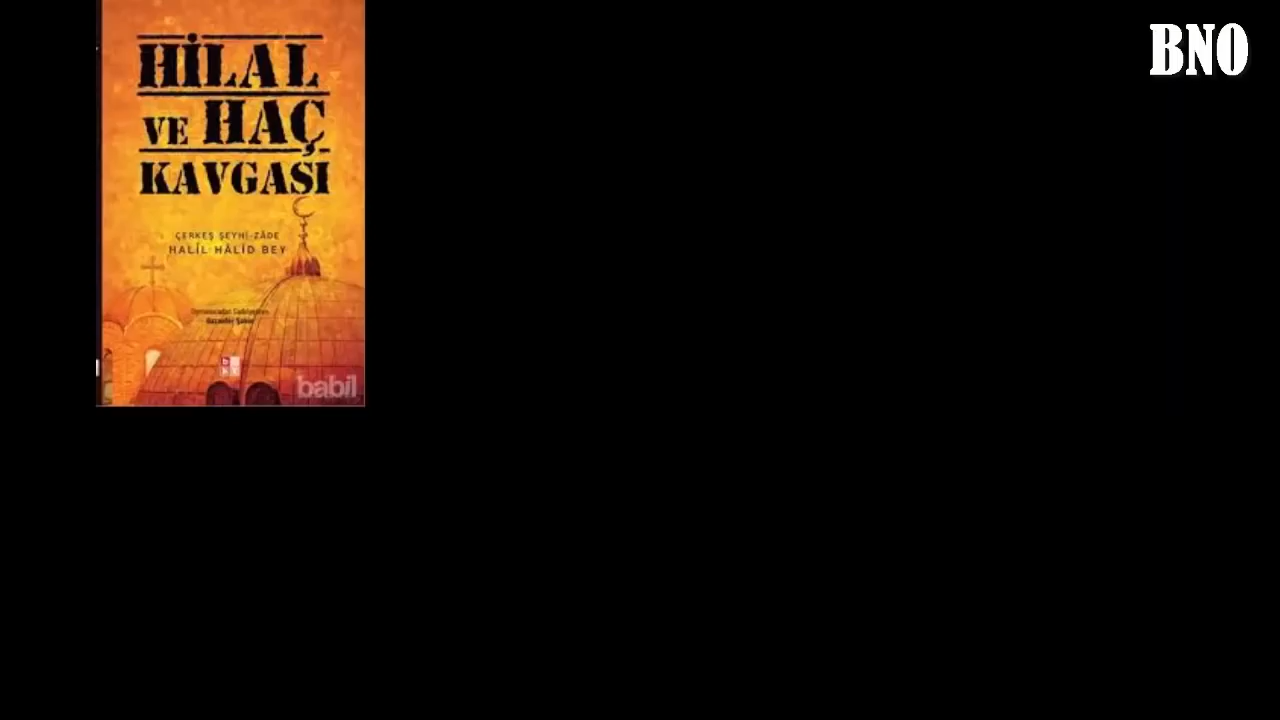 BNO
HİLAL
VE HAÇ
KAVGASI
ÇERKEŞ ŞEYHİ-ZÂDE
HALİL HÂLİD BEY
babil